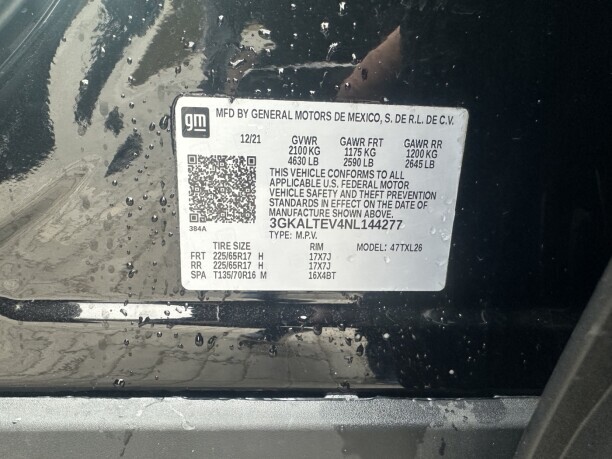 gm
MFD BY GENERAL MOTORS DE MEXICO, S. DE R.L. DE C.V.
12/21 GVWR GAWR FRT GAWR RR
2100 KG 1175 KG 1200 KG
4630 LB 2590 LB 2645 LB
THIS VEHICLE CONFORMS TO ALL
APPLICABLE U.S. FEDERAL MOTOR
VEHICLE SAFETY AND THEFT PREVENTION
STANDARDS IN EFFECT ON THE DATE OF
MANUFACTURE SHOWN ABOVE.
384A
3GKALTEV4NL144277
TYPE: M.P.V.
TIRE SIZE RIM MODEL: 47TXL26
FRT 225/65R17 H 17X7J
RR 225/65R17 H 17X7J
SPA T135/70R16 M 16X4BT